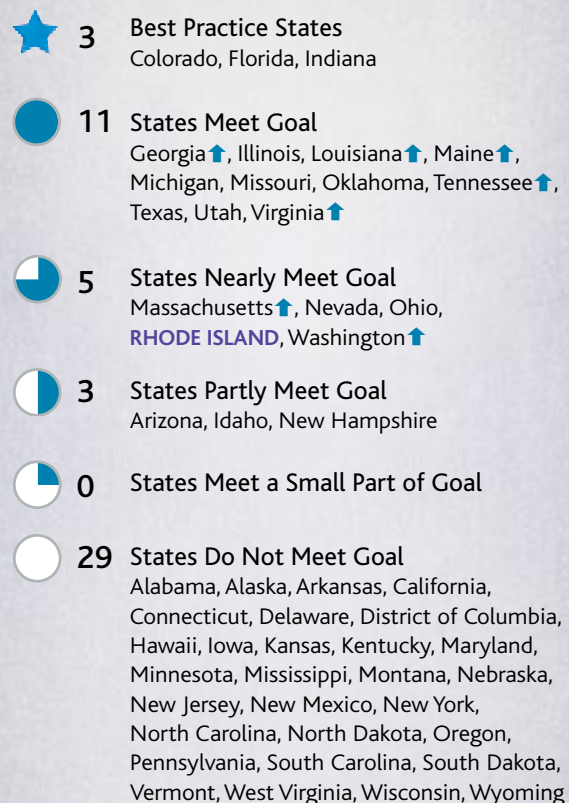 3 Best Practice States
Colorado, Florida, Indiana
11 States Meet Goal
Georgia⬆, Illinois, Louisiana⬆, Maine⬆,
Michigan, Missouri, Oklahoma, Tennessee⬆,
Texas, Utah, Virginia⬆
5 States Nearly Meet Goal
Massachusetts⬆, Nevada, Ohio,
RHODE ISLAND, Washington⬆
3 States Partly Meet Goal
Arizona, Idaho, New Hampshire
0 States Meet a Small Part of Goal
29 States Do Not Meet Goal
Alabama, Alaska, Arkansas, California,
Connecticut, Delaware, District of Columbia,
Hawaii, Iowa, Kansas, Kentucky, Maryland,
Minnesota, Mississippi, Montana, Nebraska,
New Jersey, New Mexico, New York,
North Carolina, North Dakota, Oregon,
Pennsylvania, South Carolina, South Dakota,
Vermont, West Virginia, Wisconsin, Wyoming